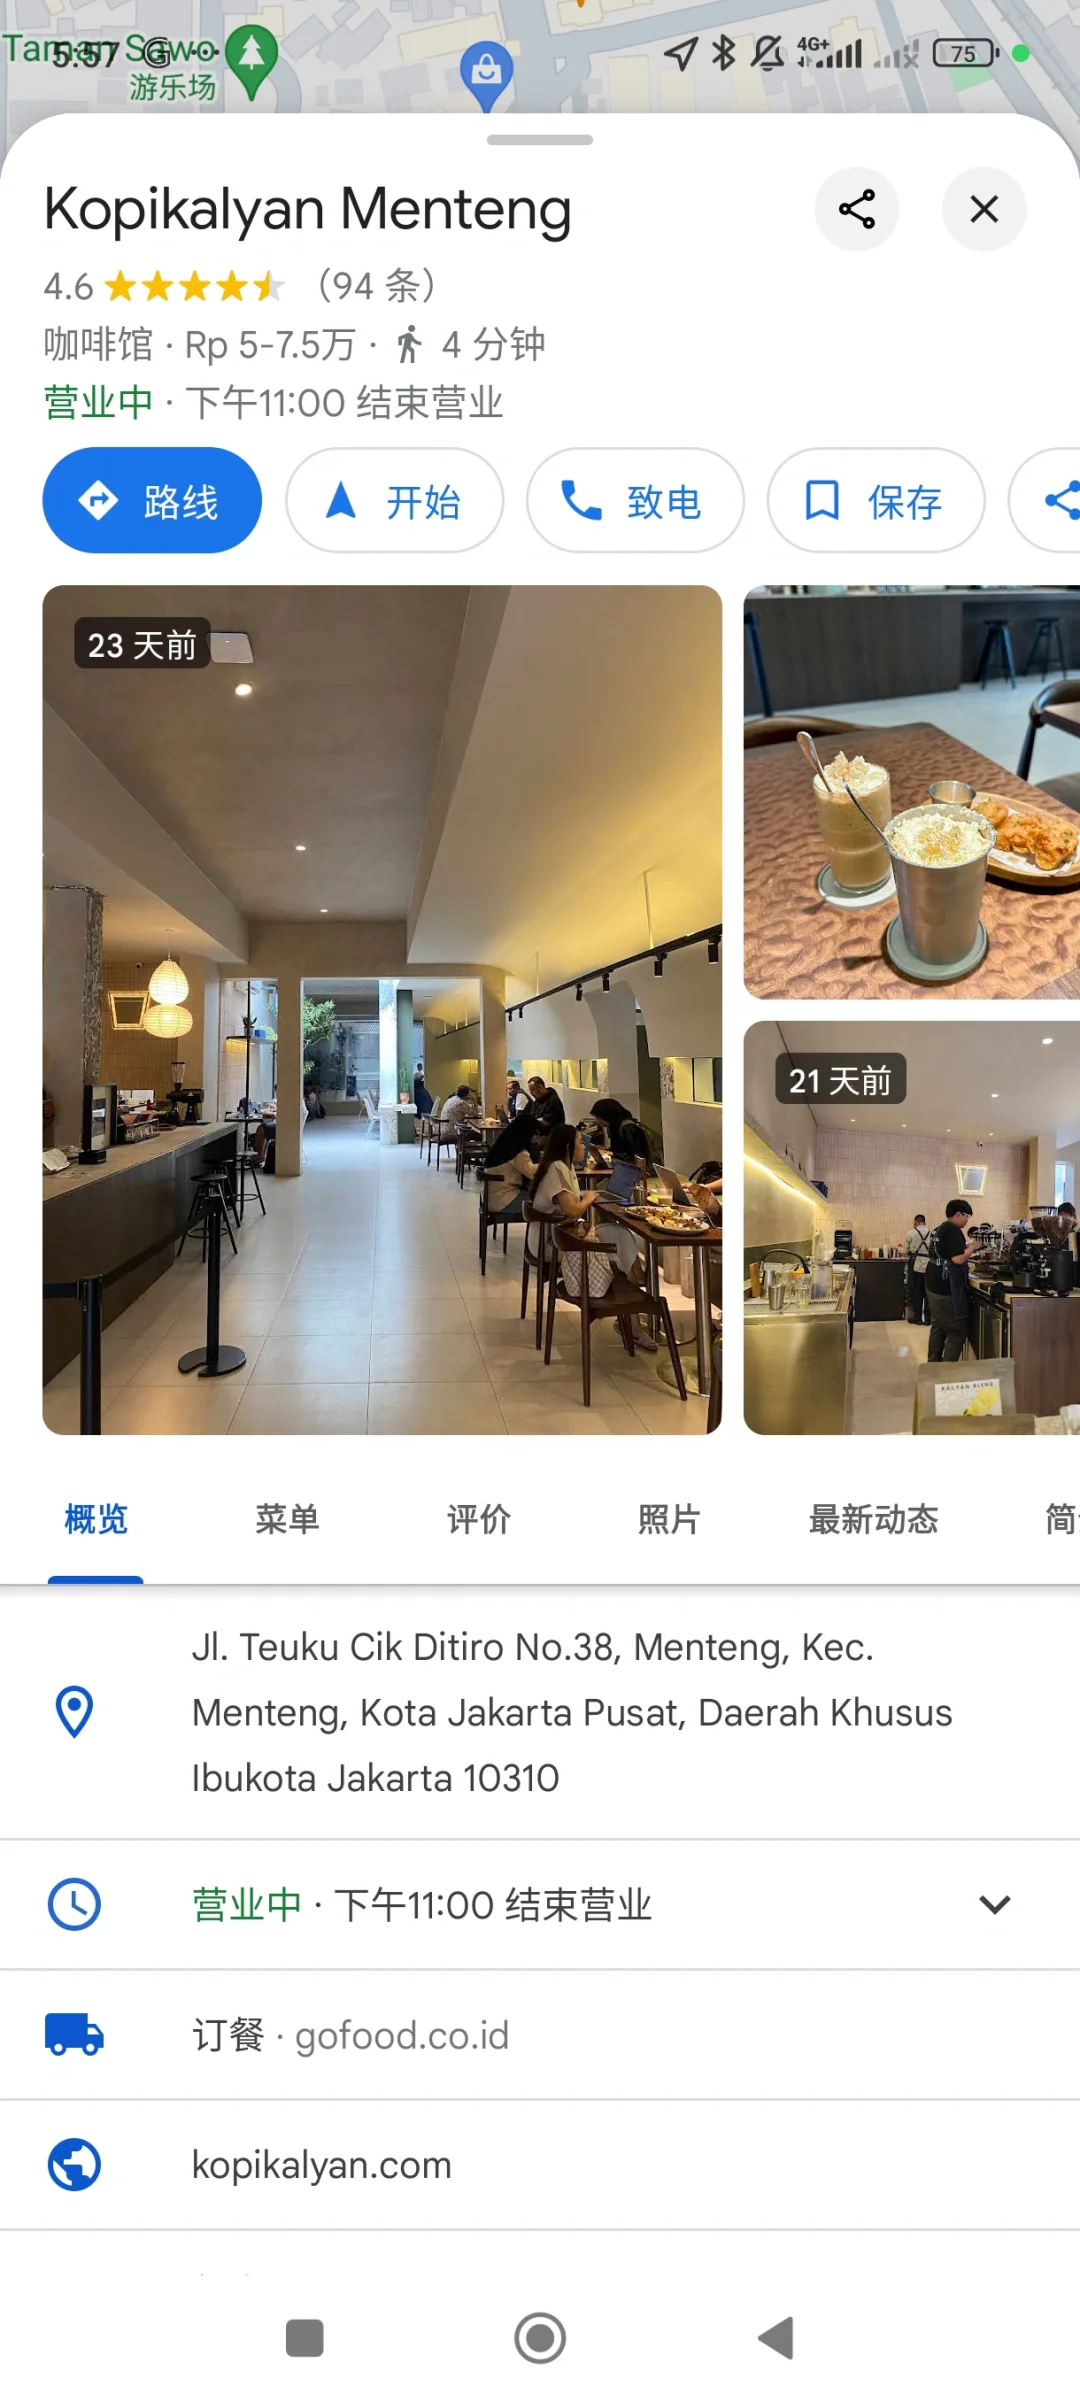 Taman Sawo
5:57
游乐场
4G+
75
Kopikalyan Menteng
4.6 (94 条)
咖啡馆 · Rp 5-7.5万 · 4 分钟
营业中 · 下午11:00 结束营业
路线
开始
致电
保存
23 天前
21 天前
KALYAN BLEND
概览
菜单
评价
照片
最新动态
Jl. Teuku Cik Ditiro No.38, Menteng, Kec.
Menteng, Kota Jakarta Pusat, Daerah Khusus
Ibukota Jakarta 10310
营业中 · 下午11:00 结束营业
订餐 · gofood.co.id
kopikalyan.com